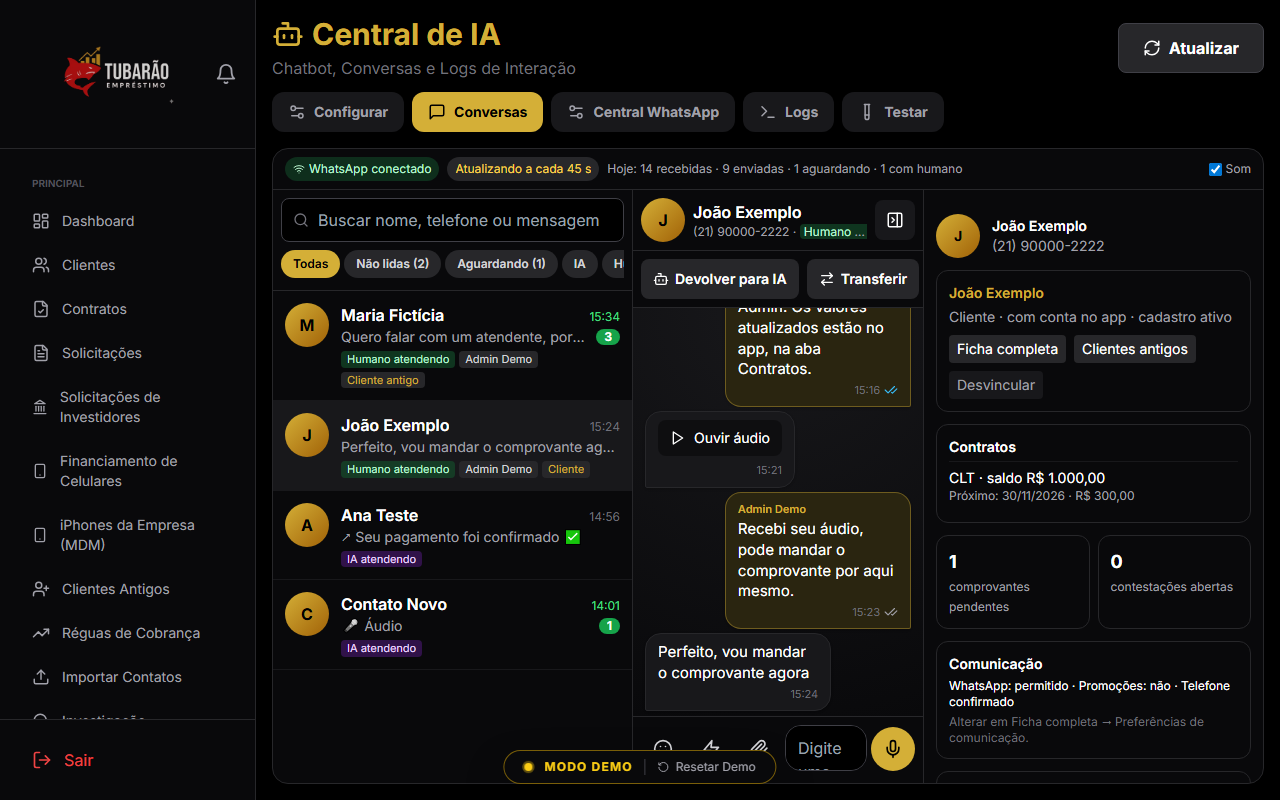 TUBARÃO
EMPRÉSTIMO
PRINCIPAL
Dashboard
Clientes
Contratos
Solicitações
Solicitações de
Investidores
Financiamento de
Celulares
iPhones da Empresa
(MDM)
Clientes Antigos
Réguas de Cobrança
Importar Contatos
Sair
Central de IA
Chatbot, Conversas e Logs de Interação
Atualizar
Configurar
Conversas
Central WhatsApp
Logs
Testar
WhatsApp conectado
Atualizando a cada 45 s
Hoje: 14 recebidas · 9 enviadas · 1 aguardando · 1 com humano
Som
Buscar nome, telefone ou mensagem
Todas
Não lidas (2)
Aguardando (1)
IA
M
Maria Fictícia
15:34
Quero falar com um atendente, por...
3
Humano atendendo
Admin Demo
Cliente antigo
J
João Exemplo
15:24
Perfeito, vou mandar o comprovante ag...
Humano atendendo
Admin Demo
Cliente
A
Ana Teste
14:56
↗ Seu pagamento foi confirmado ✅
IA atendendo
C
Contato Novo
14:01
🎤 Áudio
1
IA atendendo
J
João Exemplo
(21) 90000-2222 · Humano ...
Devolver para IA
Transferir
Admin. Os valores
atualizados estão no
app, na aba
Contratos.
15:16
Ouvir áudio
15:21
Admin Demo
Recebi seu áudio,
pode mandar o
comprovante por aqui
mesmo.
15:23
Perfeito, vou mandar
o comprovante agora
15:24
Digite
MODO DEMO
Resetar Demo
J
João Exemplo
(21) 90000-2222
João Exemplo
Cliente · com conta no app · cadastro ativo
Ficha completa
Clientes antigos
Desvincular
Contratos
CLT · saldo R$ 1.000,00
Próximo: 30/11/2026 · R$ 300,00
1
comprovantes
pendentes
0
contestações abertas
Comunicação
WhatsApp: permitido · Promoções: não · Telefone
confirmado
Alterar em Ficha completa → Preferências de
comunicação.